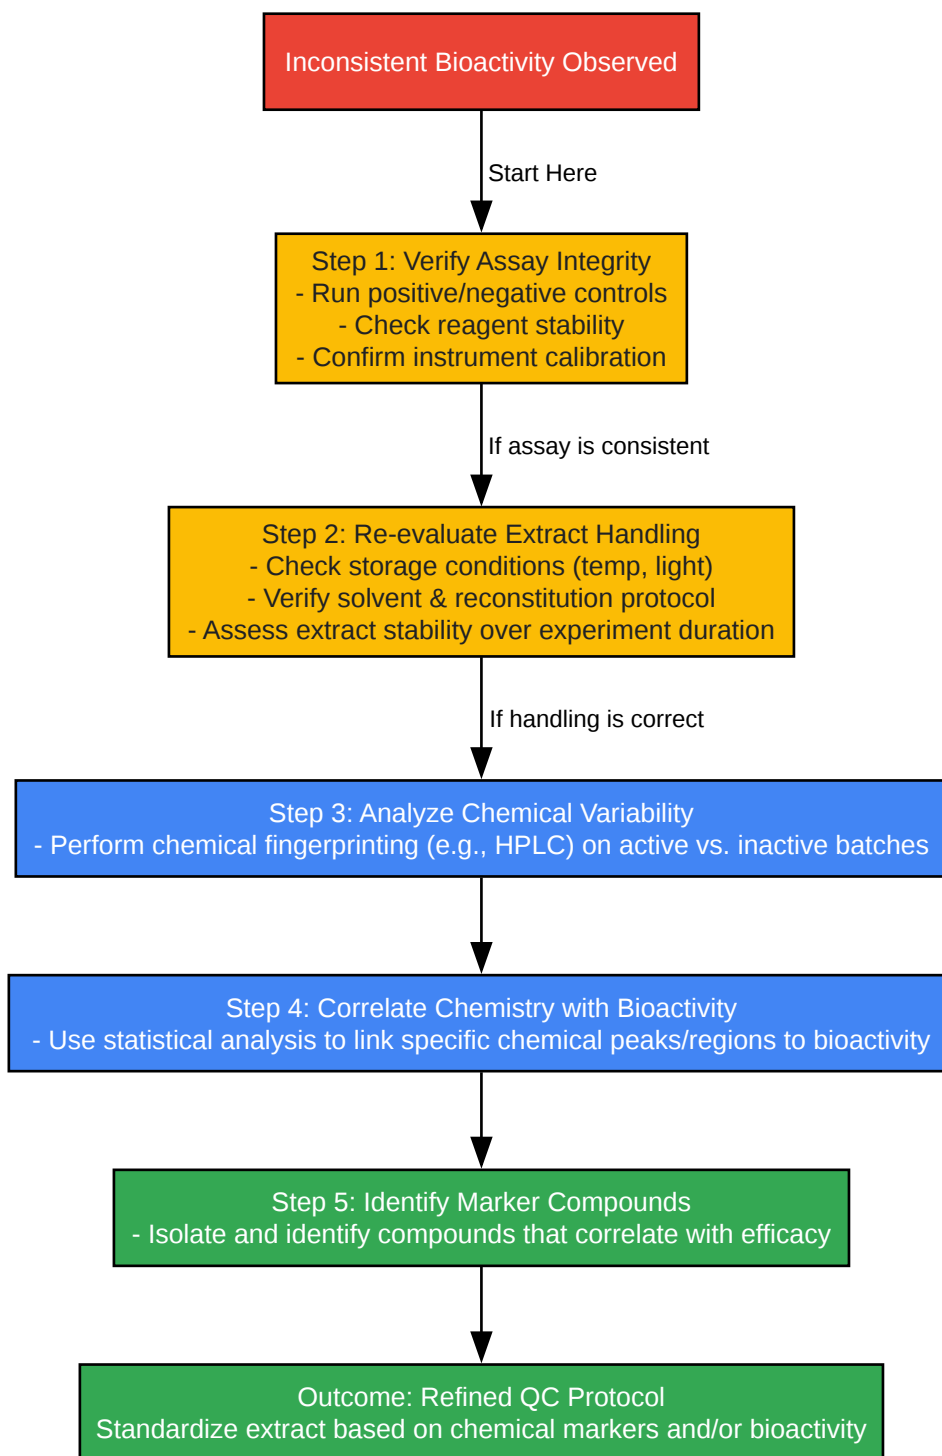 Inconsistent Bioactivity Observed
Start Here
Step 1: Verify Assay Integrity
- Run positive/negative controls
- Check reagent stability
- Confirm instrument calibration
If assay is consistent
Step 2: Re-evaluate Extract Handling
- Check storage conditions (temp, light)
- Verify solvent & reconstitution protocol
- Assess extract stability over experiment duration
If handling is correct
Step 3: Analyze Chemical Variability
- Perform chemical fingerprinting (e.g., HPLC) on active vs. inactive batches
Step 4: Correlate Chemistry with Bioactivity
- Use statistical analysis to link specific chemical peaks/regions to bioactivity
Step 5: Identify Marker Compounds
- Isolate and identify compounds that correlate with efficacy
Outcome: Refined QC Protocol
Standardize extract based on chemical markers and/or bioactivity